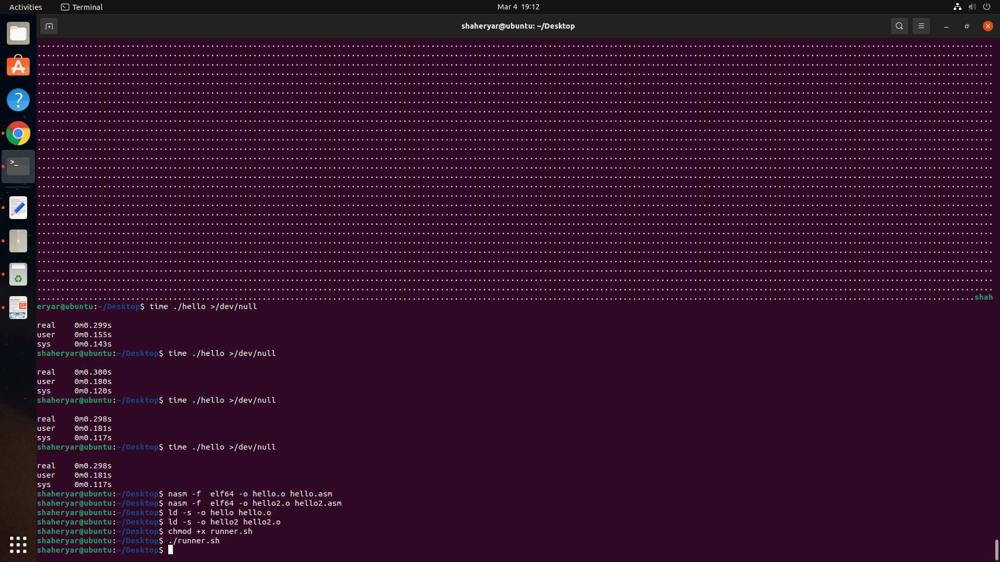 Activities
Terminal
Mar 4 19:12
shaheryar@ubuntu: ~/Desktop
shah
eryar@ubuntu:~/Desktop$ time ./hello >/dev/null
real 0m0.299s
user 0m0.155s
sys 0m0.143s
shaheryar@ubuntu:~/Desktop$ time ./hello >/dev/null
real 0m0.300s
user 0m0.180s
sys 0m0.120s
shaheryar@ubuntu:~/Desktop$ time ./hello >/dev/null
real 0m0.298s
user 0m0.181s
sys 0m0.117s
shaheryar@ubuntu:~/Desktop$ time ./hello >/dev/null
real 0m0.298s
user 0m0.181s
sys 0m0.117s
shaheryar@ubuntu:~/Desktop$ nasm -f  elf64 -o hello.o hello.asm
shaheryar@ubuntu:~/Desktop$ nasm -f  elf64 -o hello2.o hello2.asm
shaheryar@ubuntu:~/Desktop$ ld -s -o hello hello.o
shaheryar@ubuntu:~/Desktop$ ld -s -o hello2 hello2.o
shaheryar@ubuntu:~/Desktop$ chmod +x runner.sh
shaheryar@ubuntu:~/Desktop$ ./runner.sh
shaheryar@ubuntu:~/Desktop$